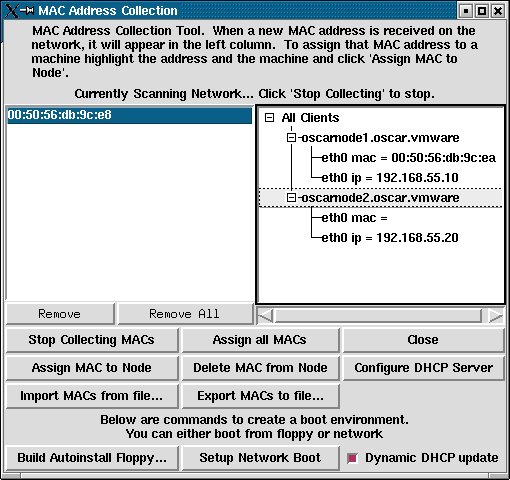 MAC Address Collection
MAC Address Collection Tool. When a new MAC address is received on the
network, it will appear in the left column. To assign that MAC address to a
machine highlight the address and the machine and click 'Assign MAC to
Node'.
Currently Scanning Network... Click 'Stop Collecting' to stop.
00:50:56:db:9c:e8
All Clients
oscarnode1.oscar.vmware
eth0 mac = 00:50:56:db:9c:ea
eth0 ip = 192.168.55.10
oscarnode2.oscar.vmware
eth0 mac =
eth0 ip = 192.168.55.20
Remove
Remove All
Stop Collecting MACs
Assign all MACs
Close
Assign MAC to Node
Delete MAC from Node
Configure DHCP Server
Import MACs from file...
Export MACs to file...
Below are commands to create a boot environment.
You can either boot from floppy or network
Build Autoinstall Floppy...
Setup Network Boot
Dynamic DHCP update